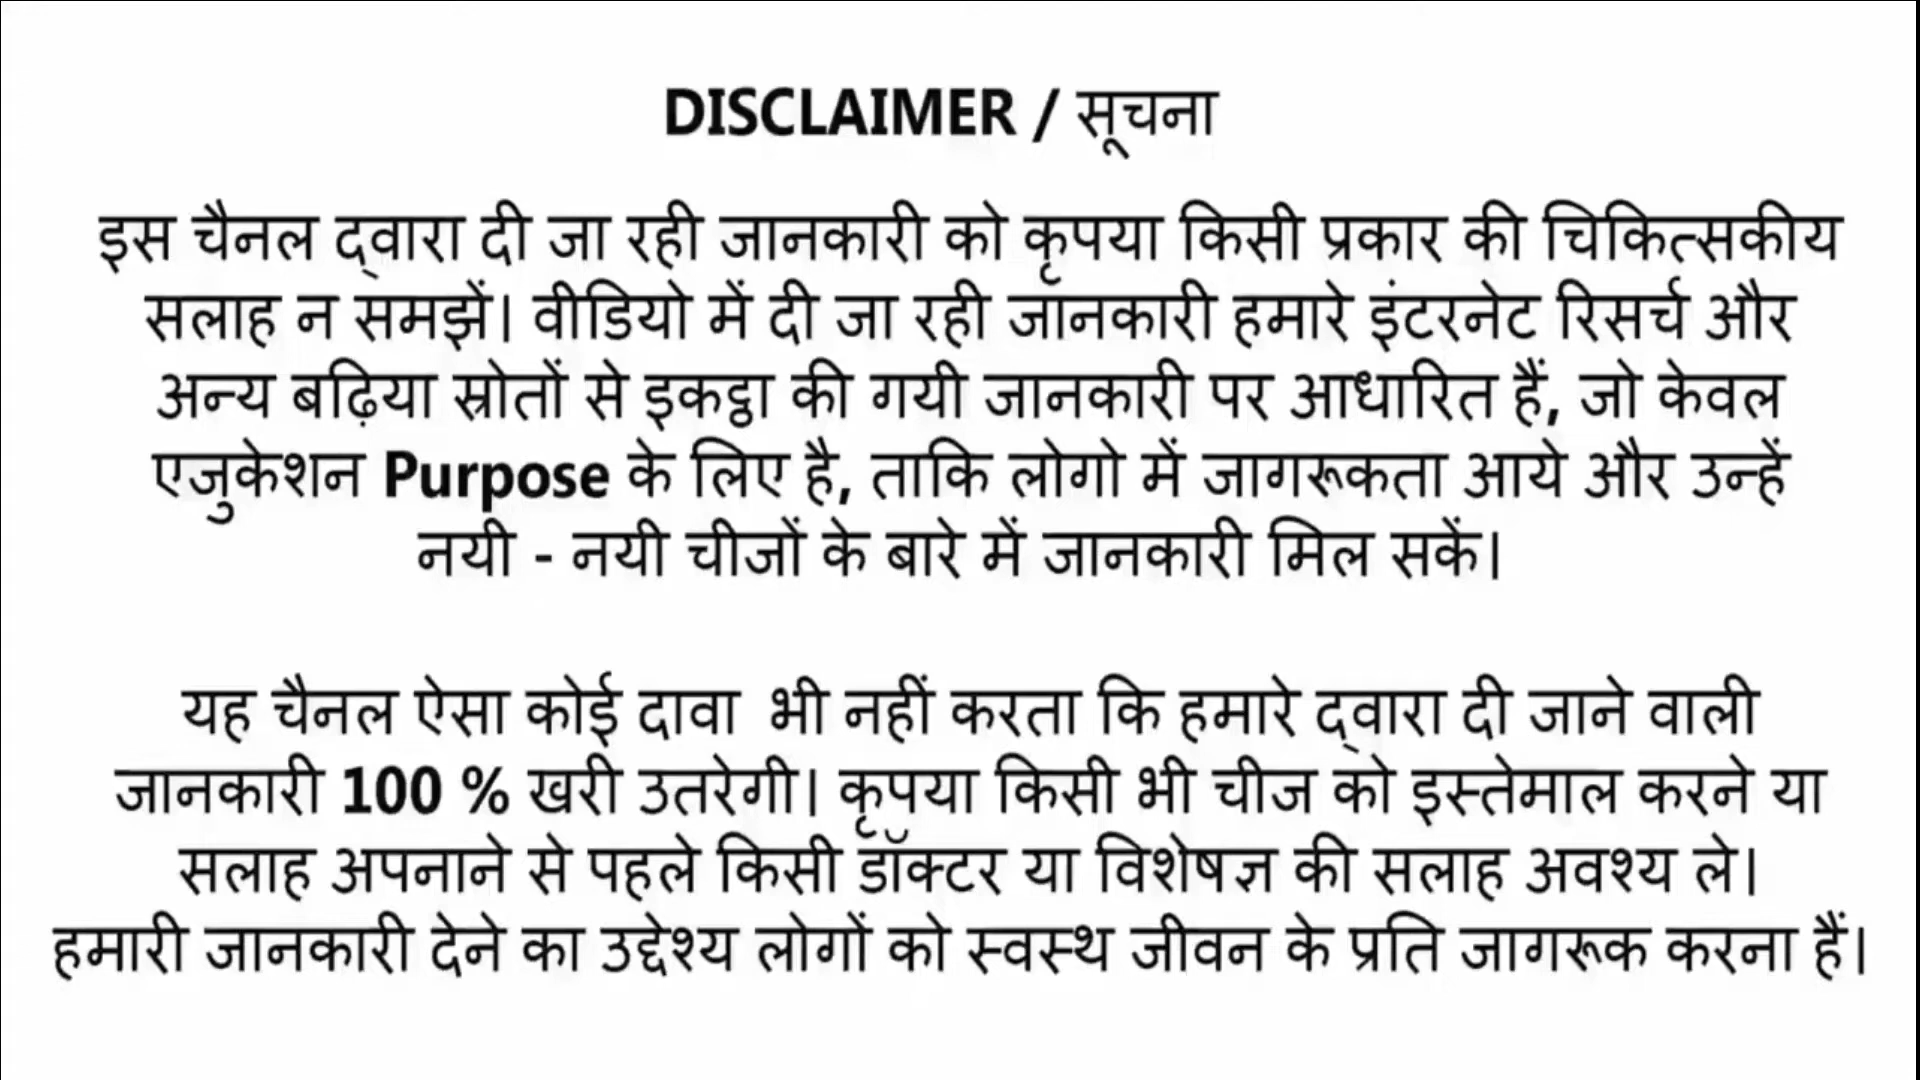 DISCLAIMER / सूचना
इस चैनल द्वारा दी जा रही जानकारी को कृपया किसी प्रकार की चिकित्सकीय
सलाह न समझें। वीडियो में दी जा रही जानकारी हमारे इंटरनेट रिसर्च और
अन्य बढ़िया स्रोतों से इकट्ठा की गयी जानकारी पर आधारित हैं, जो केवल
एजुकेशन Purpose के लिए है, ताकि लोगो में जागरूकता आये और उन्हें
नयी - नयी चीजों के बारे में जानकारी मिल सकें।
यह चैनल ऐसा कोई दावा भी नहीं करता कि हमारे द्वारा दी जाने वाली
जानकारी 100 % खरी उतरेगी। कृपया किसी भी चीज को इस्तेमाल करने या
सलाह अपनाने से पहले किसी डॉक्टर या विशेषज्ञ की सलाह अवश्य ले।
हमारी जानकारी देने का उद्देश्य लोगों को स्वस्थ जीवन के प्रति जागरूक करना हैं।